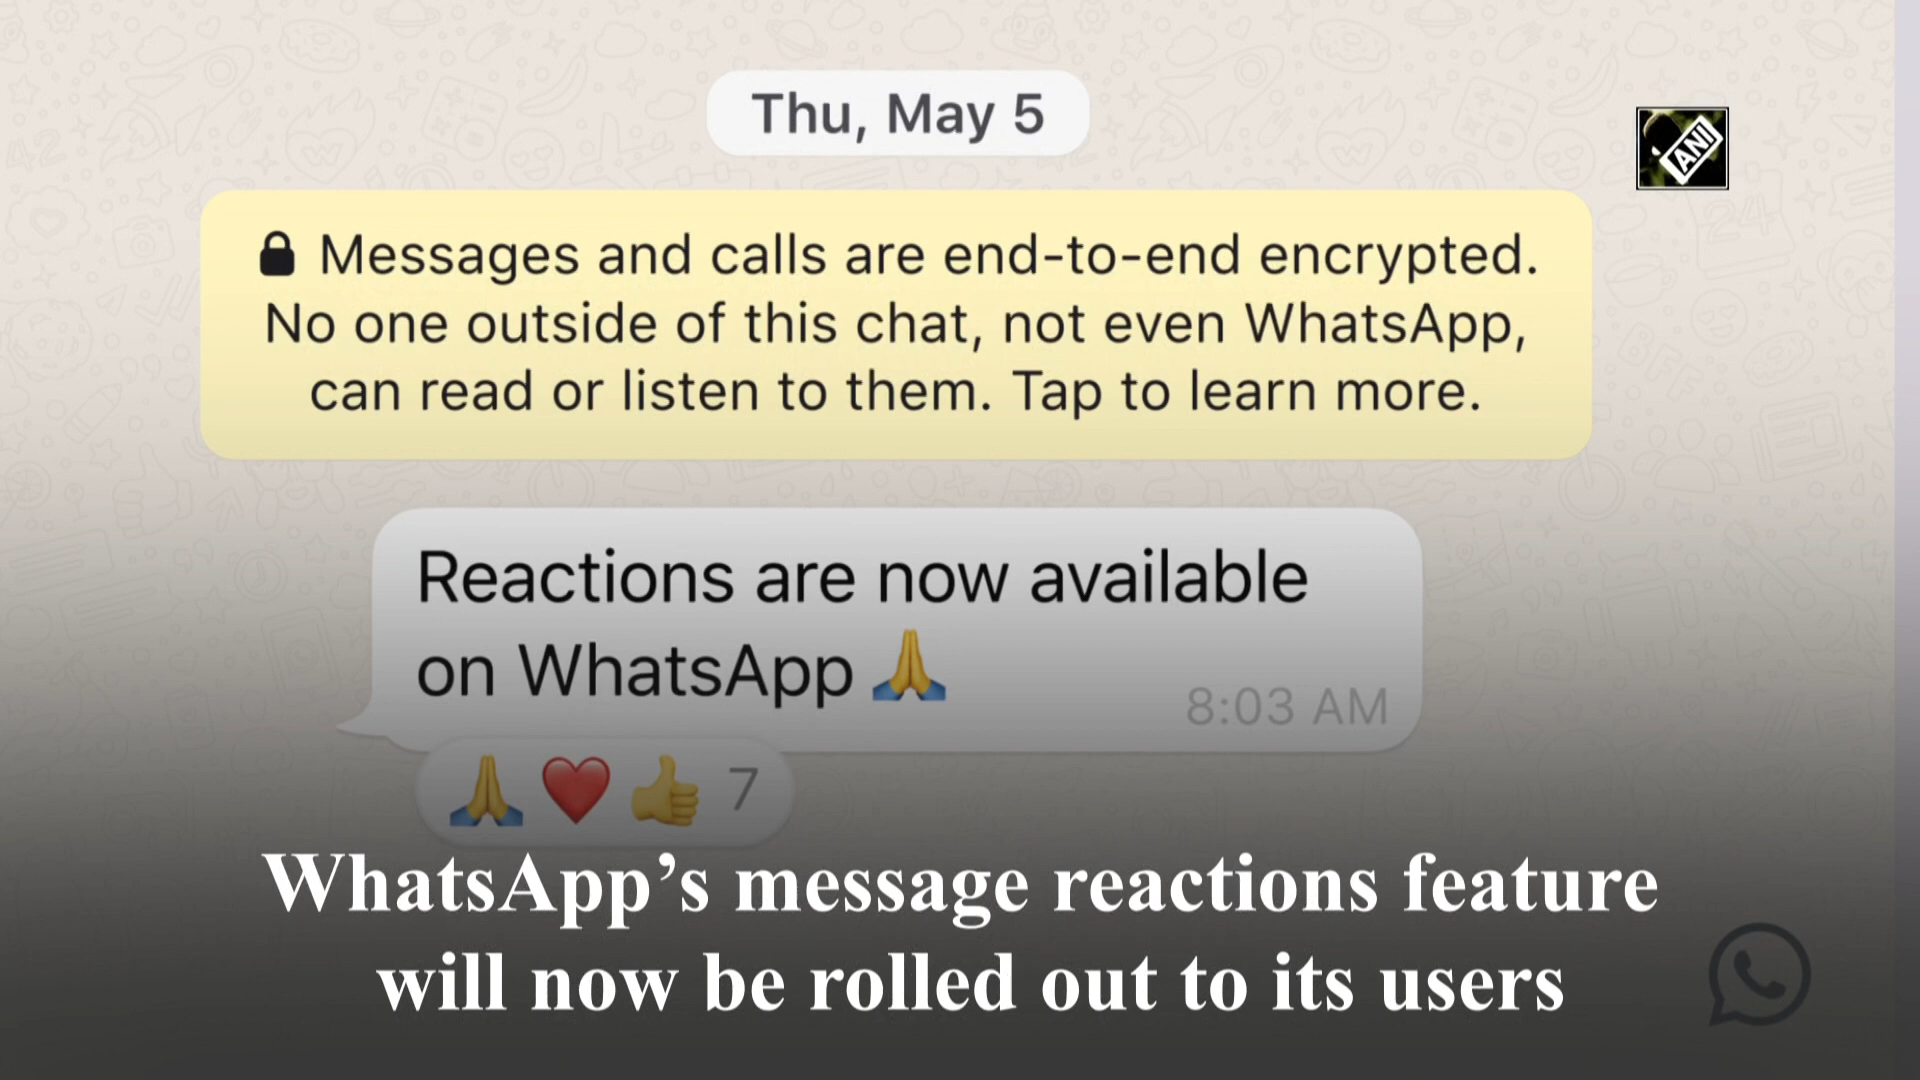 Thu, May 5
ANI
🔒 Messages and calls are end-to-end encrypted.
No one outside of this chat, not even WhatsApp,
can read or listen to them. Tap to learn more.
Reactions are now available
on WhatsApp 🙏
8:03 AM
🙏 ❤️ 👍 7
WhatsApp’s message reactions feature
will now be rolled out to its users